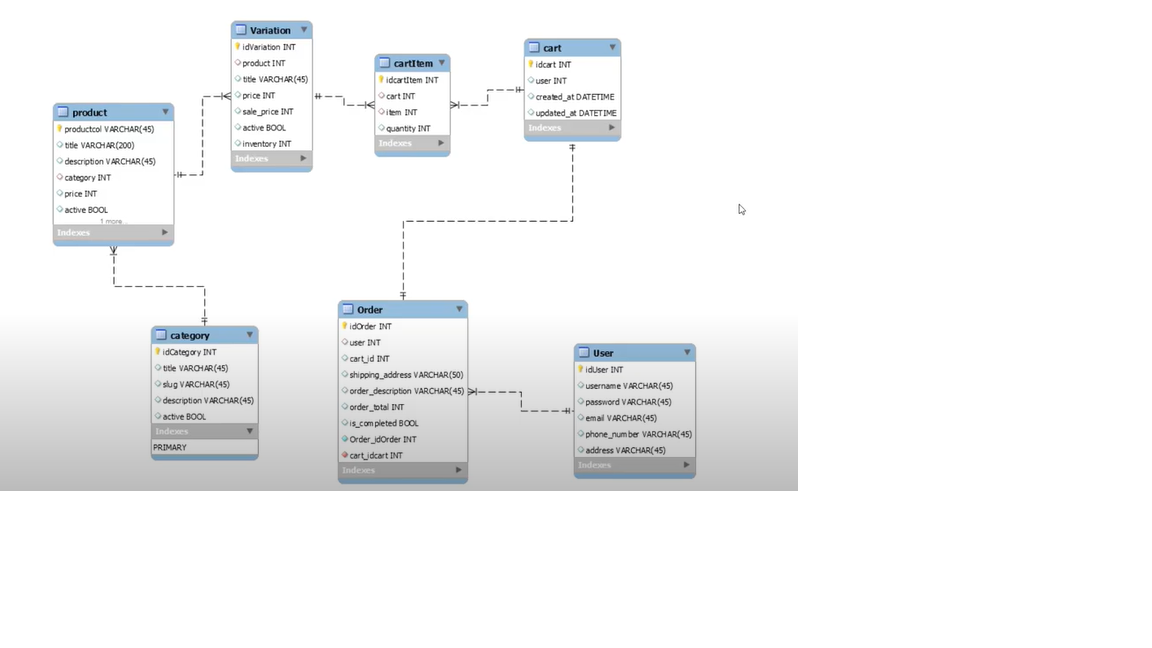 Variation
idVariation INT
product INT
title VARCHAR(45)
price INT
sale_price INT
active BOOL
inventory INT
Indexes
cartItem
idcartItem INT
cart INT
item INT
quantity INT
Indexes
cart
idcart INT
user INT
created_at DATETIME
updated_at DATETIME
Indexes
product
productcol VARCHAR(45)
title VARCHAR(200)
description VARCHAR(45)
category INT
price INT
active BOOL
1 more...
Indexes
category
idCategory INT
title VARCHAR(45)
slug VARCHAR(45)
description VARCHAR(45)
active BOOL
Indexes
PRIMARY
Order
idOrder INT
user INT
cart_id INT
shipping_address VARCHAR(50)
order_description VARCHAR(45)
order_total INT
is_completed BOOL
Order_idOrder INT
cart_idcart INT
Indexes
User
idUser INT
username VARCHAR(45)
password VARCHAR(45)
email VARCHAR(45)
phone_number VARCHAR(45)
address VARCHAR(45)
Indexes